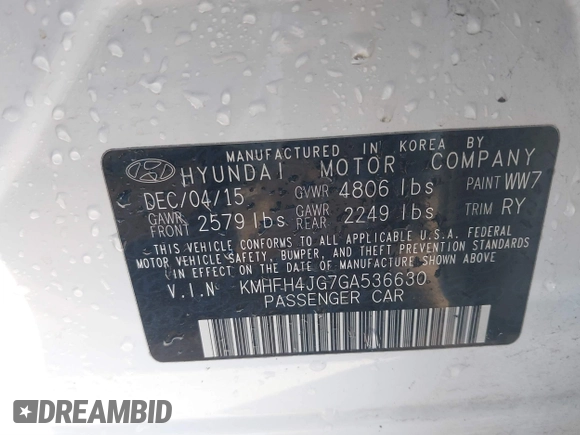 MANUFACTURED IN KOREA BY
HYUNDAI MOTOR COMPANY
DEC/04/15 GVWR 4806 lbs PAINT WW7
GAWR FRONT 2579 lbs GAWR REAR 2249 lbs TRIM RY
THIS VEHICLE CONFORMS TO ALL APPLICABLE U.S.A. FEDERAL
MOTOR VEHICLE SAFETY, BUMPER, AND THEFT PREVENTION STANDARDS
IN EFFECT ON THE DATE OF MANUFACTURE SHOWN ABOVE.
V.I.N KMHFH4JG7GA536630
PASSENGER CAR
DREAMBID